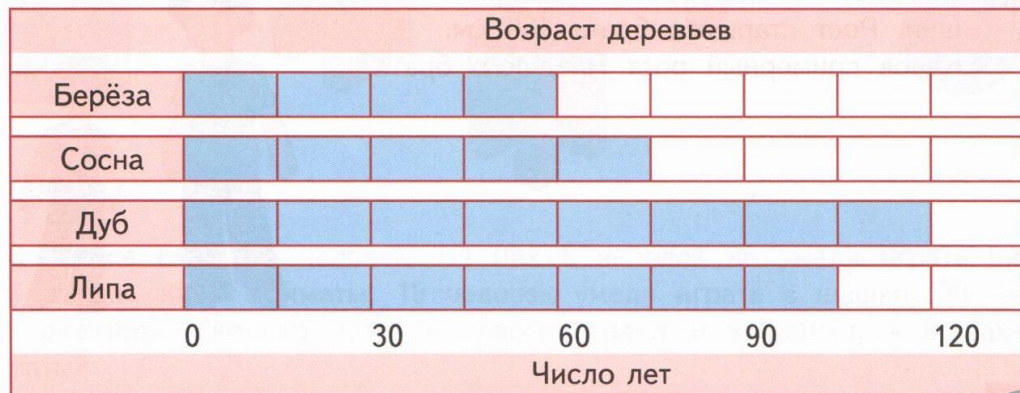 Возраст деревьев
Берёза
Сосна
Дуб
Липа
0 30 60 90 120
Число лет